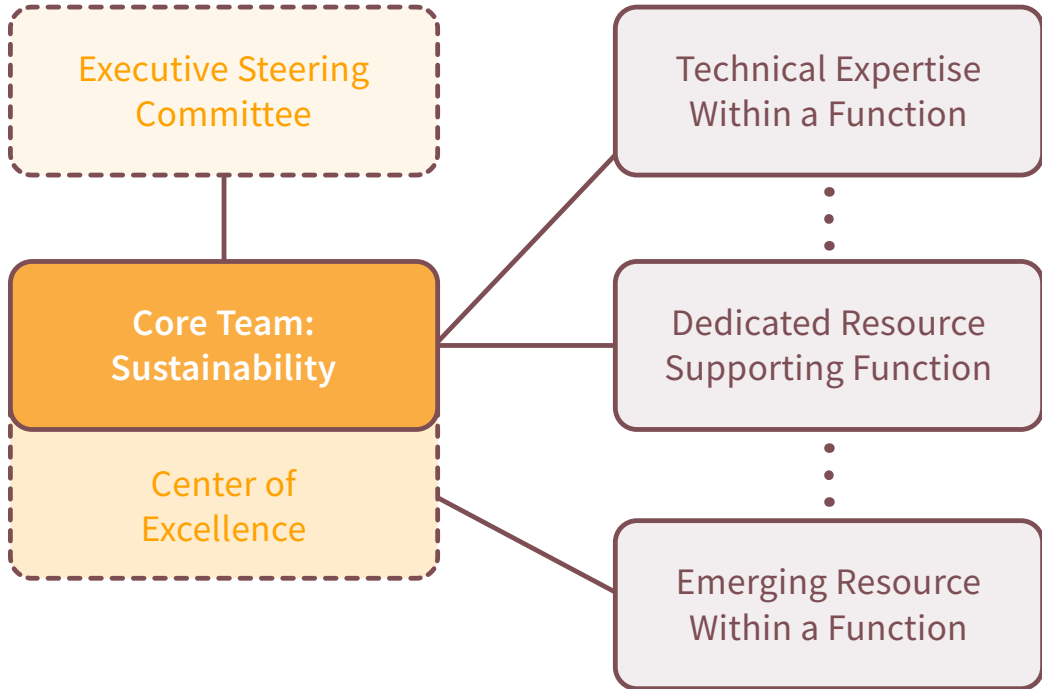 Executive Steering
Committee
Core Team:
Sustainability
Center of
Excellence
Technical Expertise
Within a Function
Dedicated Resource
Supporting Function
Emerging Resource
Within a Function